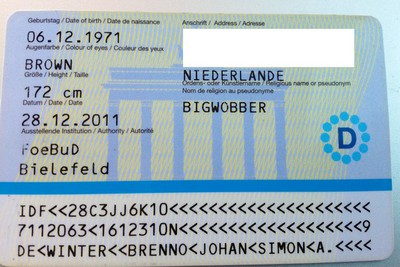 Geburtstag / Date of birth / Date de naissance
06.12.1971
Augenfarbe / Colour of eyes / Couleur des yeux
BROWN
Größe / Height / Taille
172 cm
Datum / Date / Date
28.12.2011
Ausstellende Institution / Authority / Autorité
FoeBuD
Bielefeld
Anschrift / Address / Adresse
NIEDERLANDE
Ordens- oder Künstlername / Religious name or pseudonym
Nom de religion ou pseudonyme
BIGWOBBER
D
IDF<<28C3JJ6K10<<<<<<<<<<<<<<<
7112063<1612310N<<<<<<<<<<<<<9
DE<WINTER<<BRENNO<JOHAN<SIMON<A.<<<<